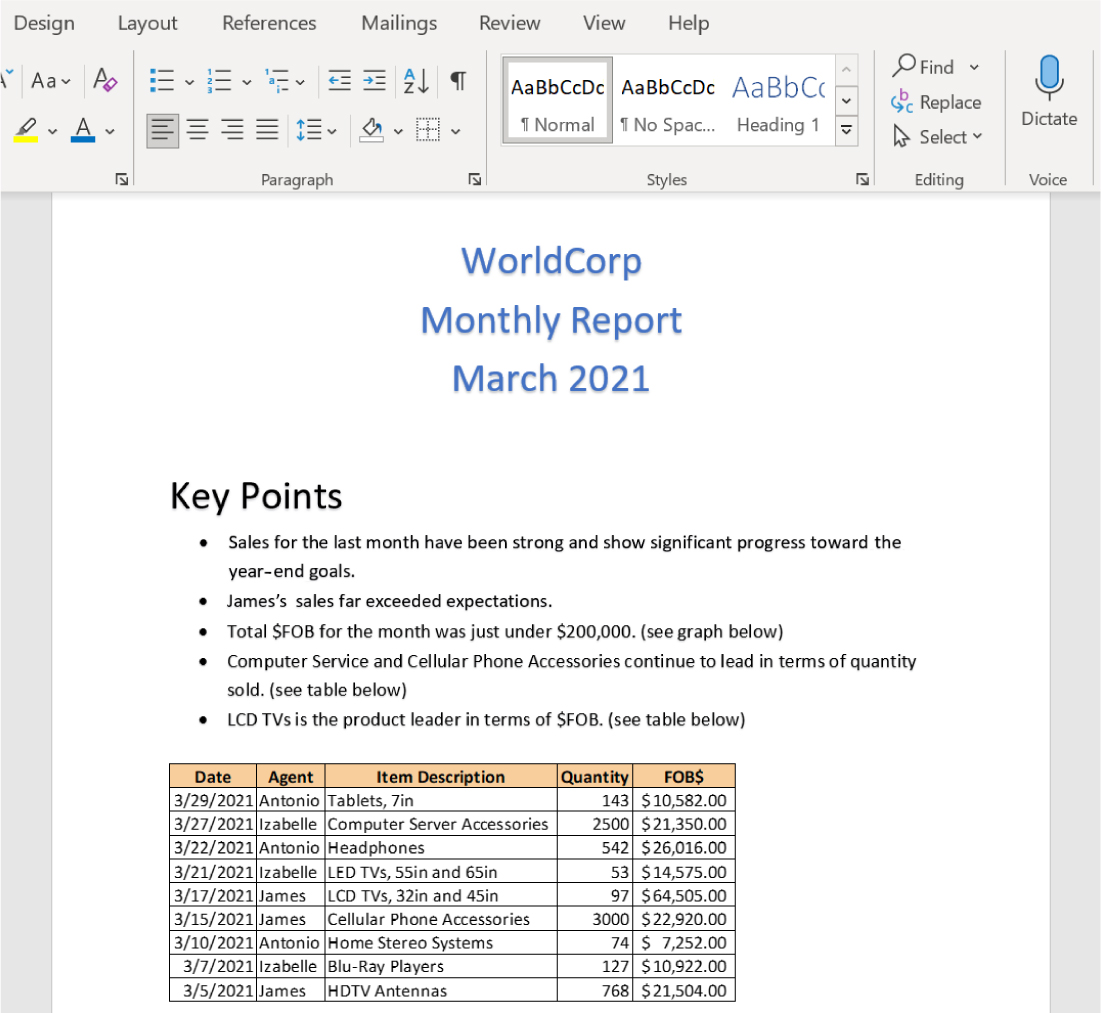 Design Layout References Mailings Review View Help
Aa Find
Replace
AaBbCcDc AaBbCcDc AaBbCc
¶ Normal ¶ No Spac... Heading 1
Select
Dictate
Paragraph Styles Editing Voice
WorldCorp
Monthly Report
March 2021
Key Points
• Sales for the last month have been strong and show significant progress toward the
year-end goals.
• James’s sales far exceeded expectations.
• Total $FOB for the month was just under $200,000. (see graph below)
• Computer Service and Cellular Phone Accessories continue to lead in terms of quantity
sold. (see table below)
• LCD TVs is the product leader in terms of $FOB. (see table below)
Date Agent Item Description Quantity FOB$
3/29/2021 Antonio Tablets, 7in 143 $10,582.00
3/27/2021 Izabelle Computer Server Accessories 2500 $21,350.00
3/22/2021 Antonio Headphones 542 $26,016.00
3/21/2021 Izabelle LED TVs, 55in and 65in 53 $14,575.00
3/17/2021 James LCD TVs, 32in and 45in 97 $64,505.00
3/15/2021 James Cellular Phone Accessories 3000 $22,920.00
3/10/2021 Antonio Home Stereo Systems 74 $ 7,252.00
3/7/2021 Izabelle Blu-Ray Players 127 $10,922.00
3/5/2021 James HDTV Antennas 768 $21,504.00